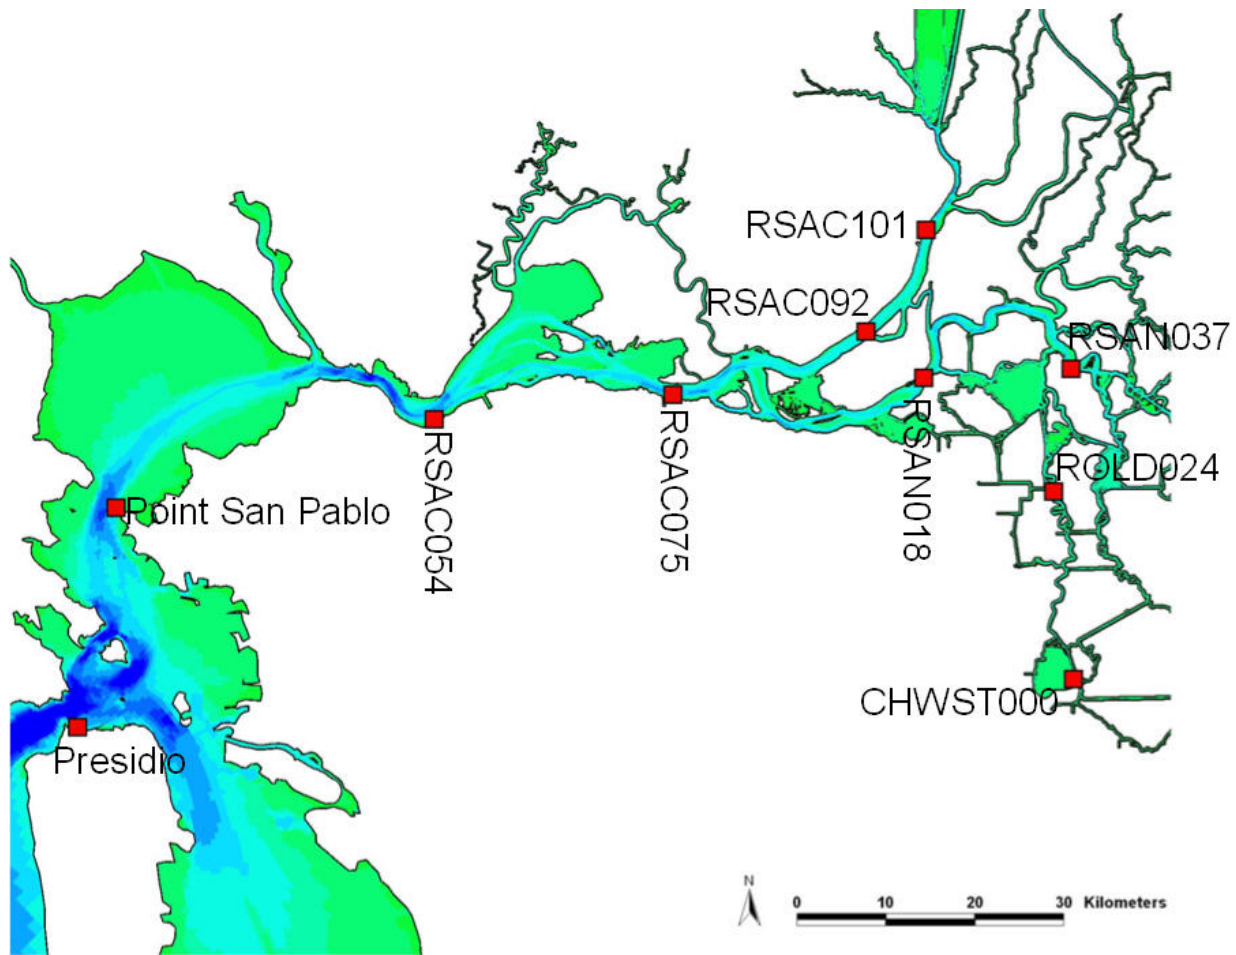 RSAC101
RSAC092
RSAN037
RSAC054
RSAC075
RSAN018
ROLD024
Point San Pablo
CHWST000
Presidio
N
0 10 20 30 Kilometers